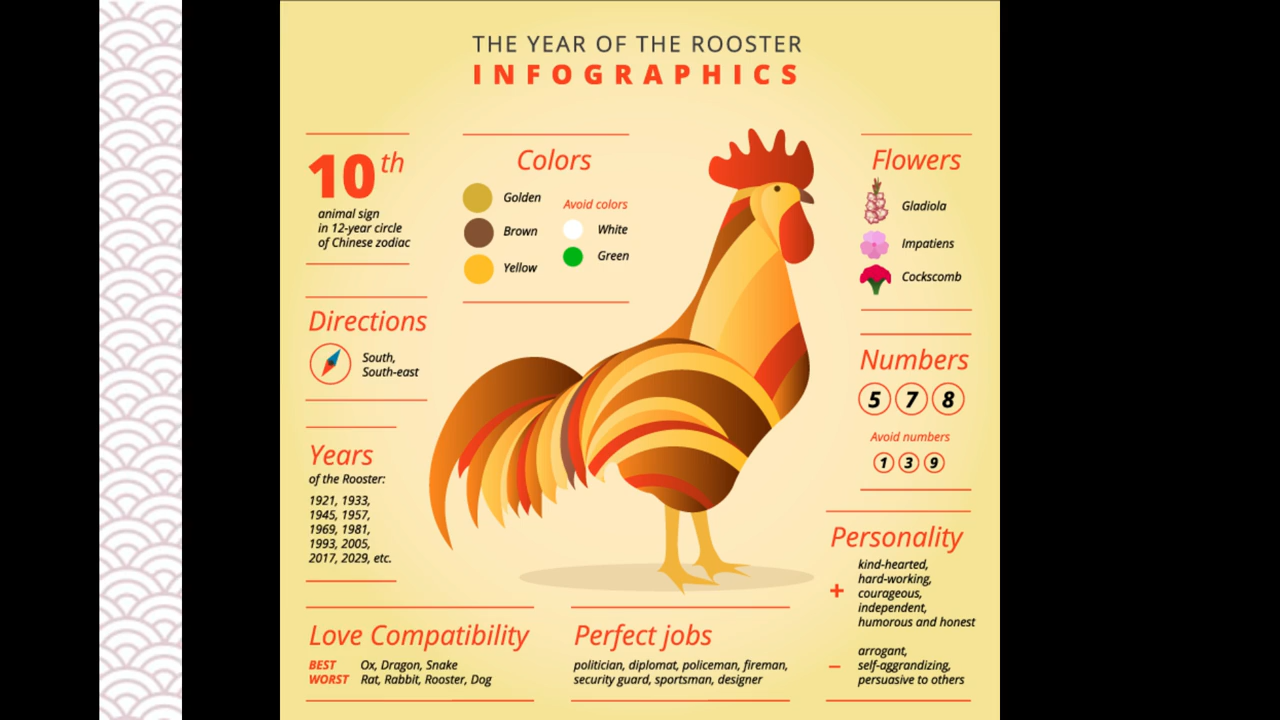 THE YEAR OF THE ROOSTER
INFOGRAPHICS
10th
animal sign
in 12-year circle
of Chinese zodiac
Colors
Golden
Brown
Yellow
Avoid colors
White
Green
Flowers
Gladiola
Impatiens
Cockscomb
Directions
South,
South-east
Numbers
5 7 8
Avoid numbers
1 3 9
Years
of the Rooster:
1921, 1933,
1945, 1957,
1969, 1981,
1993, 2005,
2017, 2029, etc.
Personality
+ kind-hearted,
hard-working,
courageous,
independent,
humorous and honest
– arrogant,
self-aggrandizing,
persuasive to others
Love Compatibility
BEST Ox, Dragon, Snake
WORST Rat, Rabbit, Rooster, Dog
Perfect jobs
politician, diplomat, policeman, fireman,
security guard, sportsman, designer